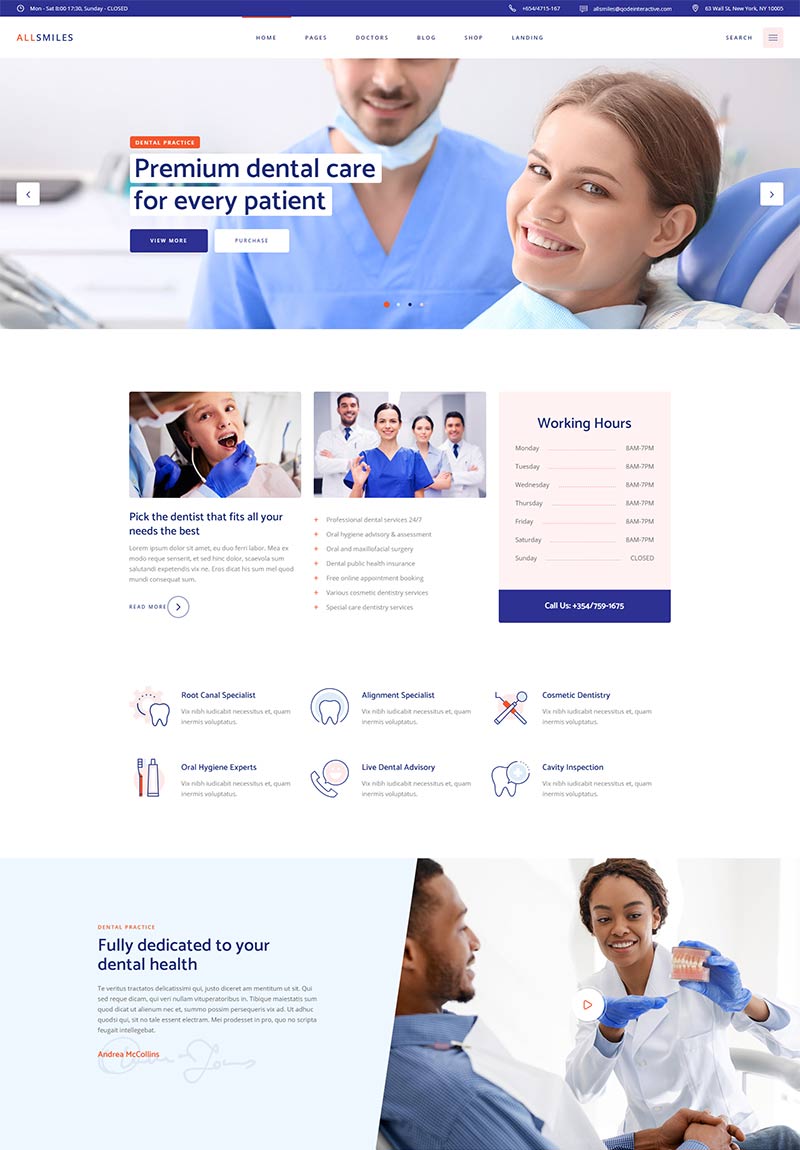 Mon - Sat 8:00 17:30, Sunday - CLOSED
+654/4715-167
allsmiles@qodeinteractive.com
63 Wall St, New York, NY 10005
ALLSMILES
HOME
PAGES
DOCTORS
BLOG
SHOP
LANDING
SEARCH
DENTAL PRACTICE
Premium dental care
for every patient
VIEW MORE
PURCHASE
Pick the dentist that fits all your
needs the best
Lorem ipsum dolor sit amet, eu duo ferri labor. Mea ex
modo reque senserit, et sed hinc dolor, scaevola sum
salutandi expetendis vix ne. Eros dicat his sum mel quod
mundi consequat sum.
READ MORE
Professional dental services 24/7
Oral hygiene advisory & assessment
Oral and maxillofacial surgery
Dental public health insurance
Free online appointment booking
Various cosmetic dentistry services
Special care dentistry services
Working Hours
Monday 8AM-7PM
Tuesday 8AM-7PM
Wednesday 8AM-7PM
Thursday 8AM-7PM
Friday 8AM-7PM
Saturday 8AM-7PM
Sunday CLOSED
Call Us: +354/759-1675
Root Canal Specialist
Vix nibh iudicabit necessitus et, quam
inermis voluptatus.
Alignment Specialist
Vix nibh iudicabit necessitus et, quam
inermis voluptatus.
Cosmetic Dentistry
Vix nibh iudicabit necessitus et, quam
inermis voluptatus.
Oral Hygiene Experts
Vix nibh iudicabit necessitus et, quam
inermis voluptatus.
Live Dental Advisory
Vix nibh iudicabit necessitus et, quam
inermis voluptatus.
Cavity Inspection
Vix nibh iudicabit necessitus et, quam
inermis voluptatus.
DENTAL PRACTICE
Fully dedicated to your
dental health
Te veritus tractatos delicatissimi qui, justo diceret am mentitum ut sit. Qui
sed reque dicam, qui veri nullam vituperatoribus in. Tibique maiestatis sum
quod dicat ut alienum nec et, summo possim persequeris vix ad. Ut adhuc
quodsi qui, sit no tale essent electram. Mei prodesset in pro, quo no scripta
feugait intellegebat.
Andrea McCollins